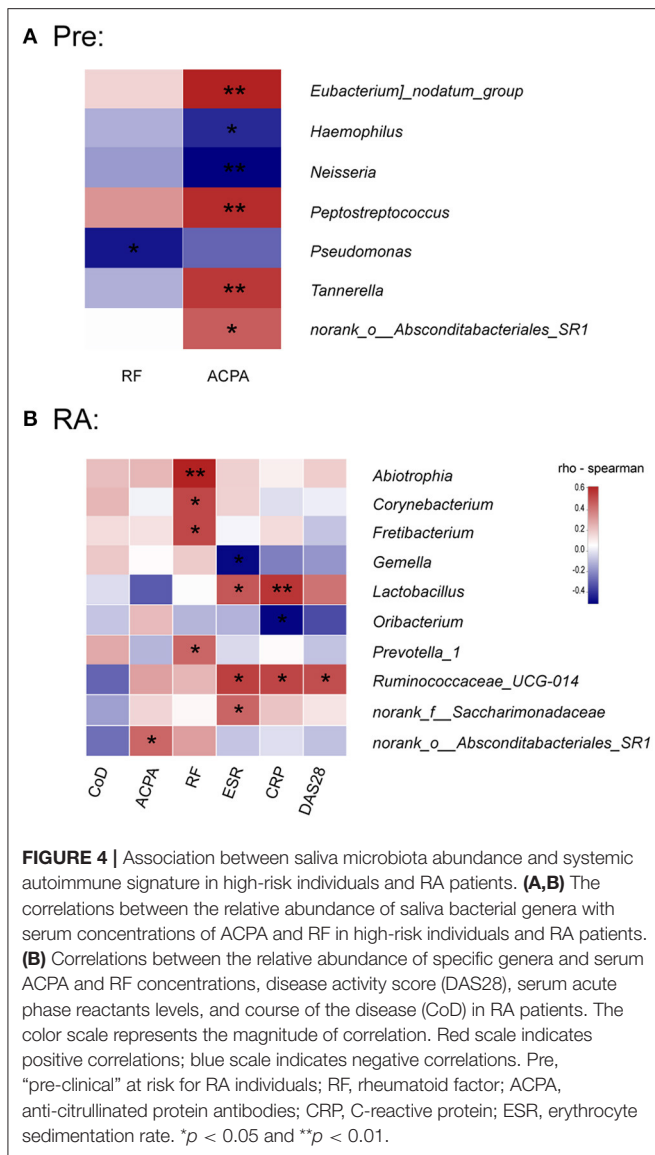 A Pre:
** Eubacterium]_nodatum_group
* Haemophilus
** Neisseria
** Peptostreptococcus
* Pseudomonas
** Tannerella
* norank_o__Absconditabacteriales_SR1
RF ACPA
B RA:
rho - spearman
0.6
0.4
0.2
0.0
-0.2
-0.4
** Abiotrophia
* Corynebacterium
* Fretibacterium
* Gemella
* ** Lactobacillus
* Oribacterium
* Prevotella_1
* * * Ruminococcaceae_UCG-014
* norank_f__Saccharimonadaceae
* norank_o__Absconditabacteriales_SR1
CoD ACPA RF ESR CRP DAS28
FIGURE 4 | Association between saliva microbiota abundance and systemic
autoimmune signature in high-risk individuals and RA patients. (A,B) The
correlations between the relative abundance of saliva bacterial genera with
serum concentrations of ACPA and RF in high-risk individuals and RA patients.
(B) Correlations between the relative abundance of specific genera and serum
ACPA and RF concentrations, disease activity score (DAS28), serum acute
phase reactants levels, and course of the disease (CoD) in RA patients. The
color scale represents the magnitude of correlation. Red scale indicates
positive correlations; blue scale indicates negative correlations. Pre,
“pre-clinical” at risk for RA individuals; RF, rheumatoid factor; ACPA,
anti-citrullinated protein antibodies; CRP, C-reactive protein; ESR, erythrocyte
sedimentation rate. *p < 0.05 and **p < 0.01.